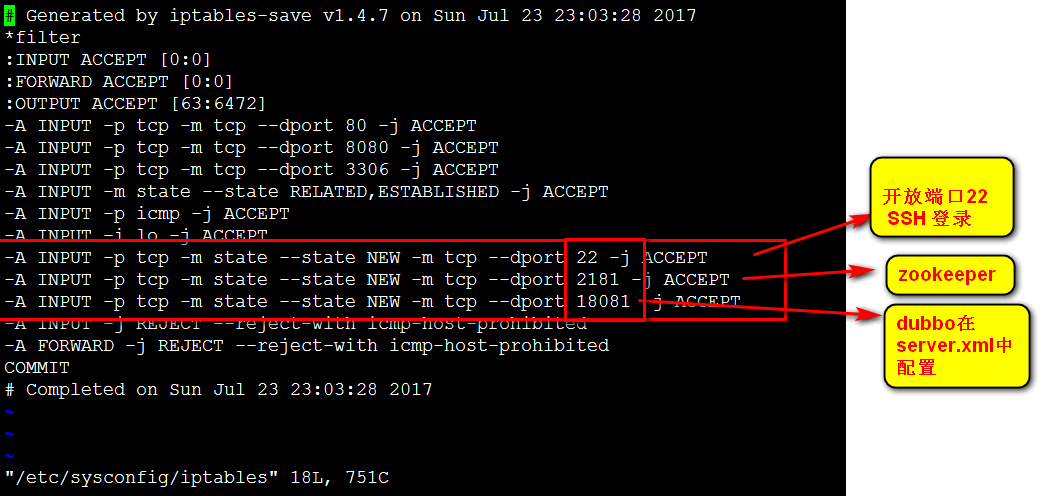 # Generated by iptables-save v1.4.7 on Sun Jul 23 23:03:28 2017
*filter
:INPUT ACCEPT [0:0]
:FORWARD ACCEPT [0:0]
:OUTPUT ACCEPT [63:6472]
-A INPUT -p tcp -m tcp --dport 80 -j ACCEPT
-A INPUT -p tcp -m tcp --dport 8080 -j ACCEPT
-A INPUT -p tcp -m tcp --dport 3306 -j ACCEPT
-A INPUT -m state --state RELATED,ESTABLISHED -j ACCEPT
-A INPUT -p icmp -j ACCEPT
-A INPUT -i lo -j ACCEPT
-A INPUT -p tcp -m state --state NEW -m tcp --dport 22 -j ACCEPT
-A INPUT -p tcp -m state --state NEW -m tcp --dport 2181 -j ACCEPT
-A INPUT -p tcp -m state --state NEW -m tcp --dport 18081 -j ACCEPT
-A INPUT -j REJECT --reject-with icmp-host-prohibited
-A FORWARD -j REJECT --reject-with icmp-host-prohibited
COMMIT
# Completed on Sun Jul 23 23:03:28 2017
~
~
~
"/etc/sysconfig/iptables" 18L, 751C
开放端口22
SSH 登录
zookeeper
dubbo在
server.xml中
配置